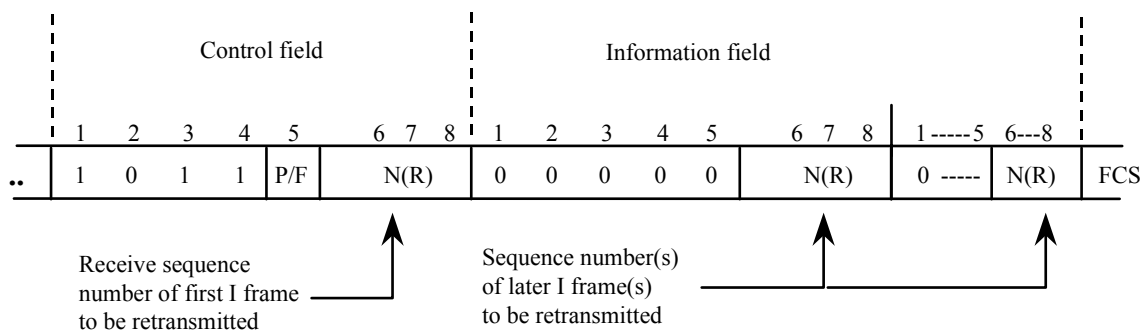 Control field
Information field
1 2 3 4 5 6 7 8 1 2 3 4 5 6 7 8 1 -----5 6---8
.. 1 0 1 1 P/F N(R) 0 0 0 0 0 N(R) 0 ----- N(R) FCS
Receive sequence
number of first I frame
to be retransmitted
Sequence number(s)
of later I frame(s)
to be retransmitted